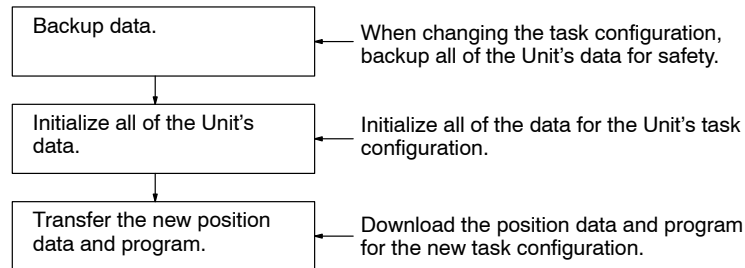 Backup data.
When changing the task configuration,
backup all of the Unit's data for safety.
Initialize all of the Unit's
data.
Initialize all of the data for the Unit's task
configuration.
Transfer the new position
data and program.
Download the position data and program
for the new task configuration.